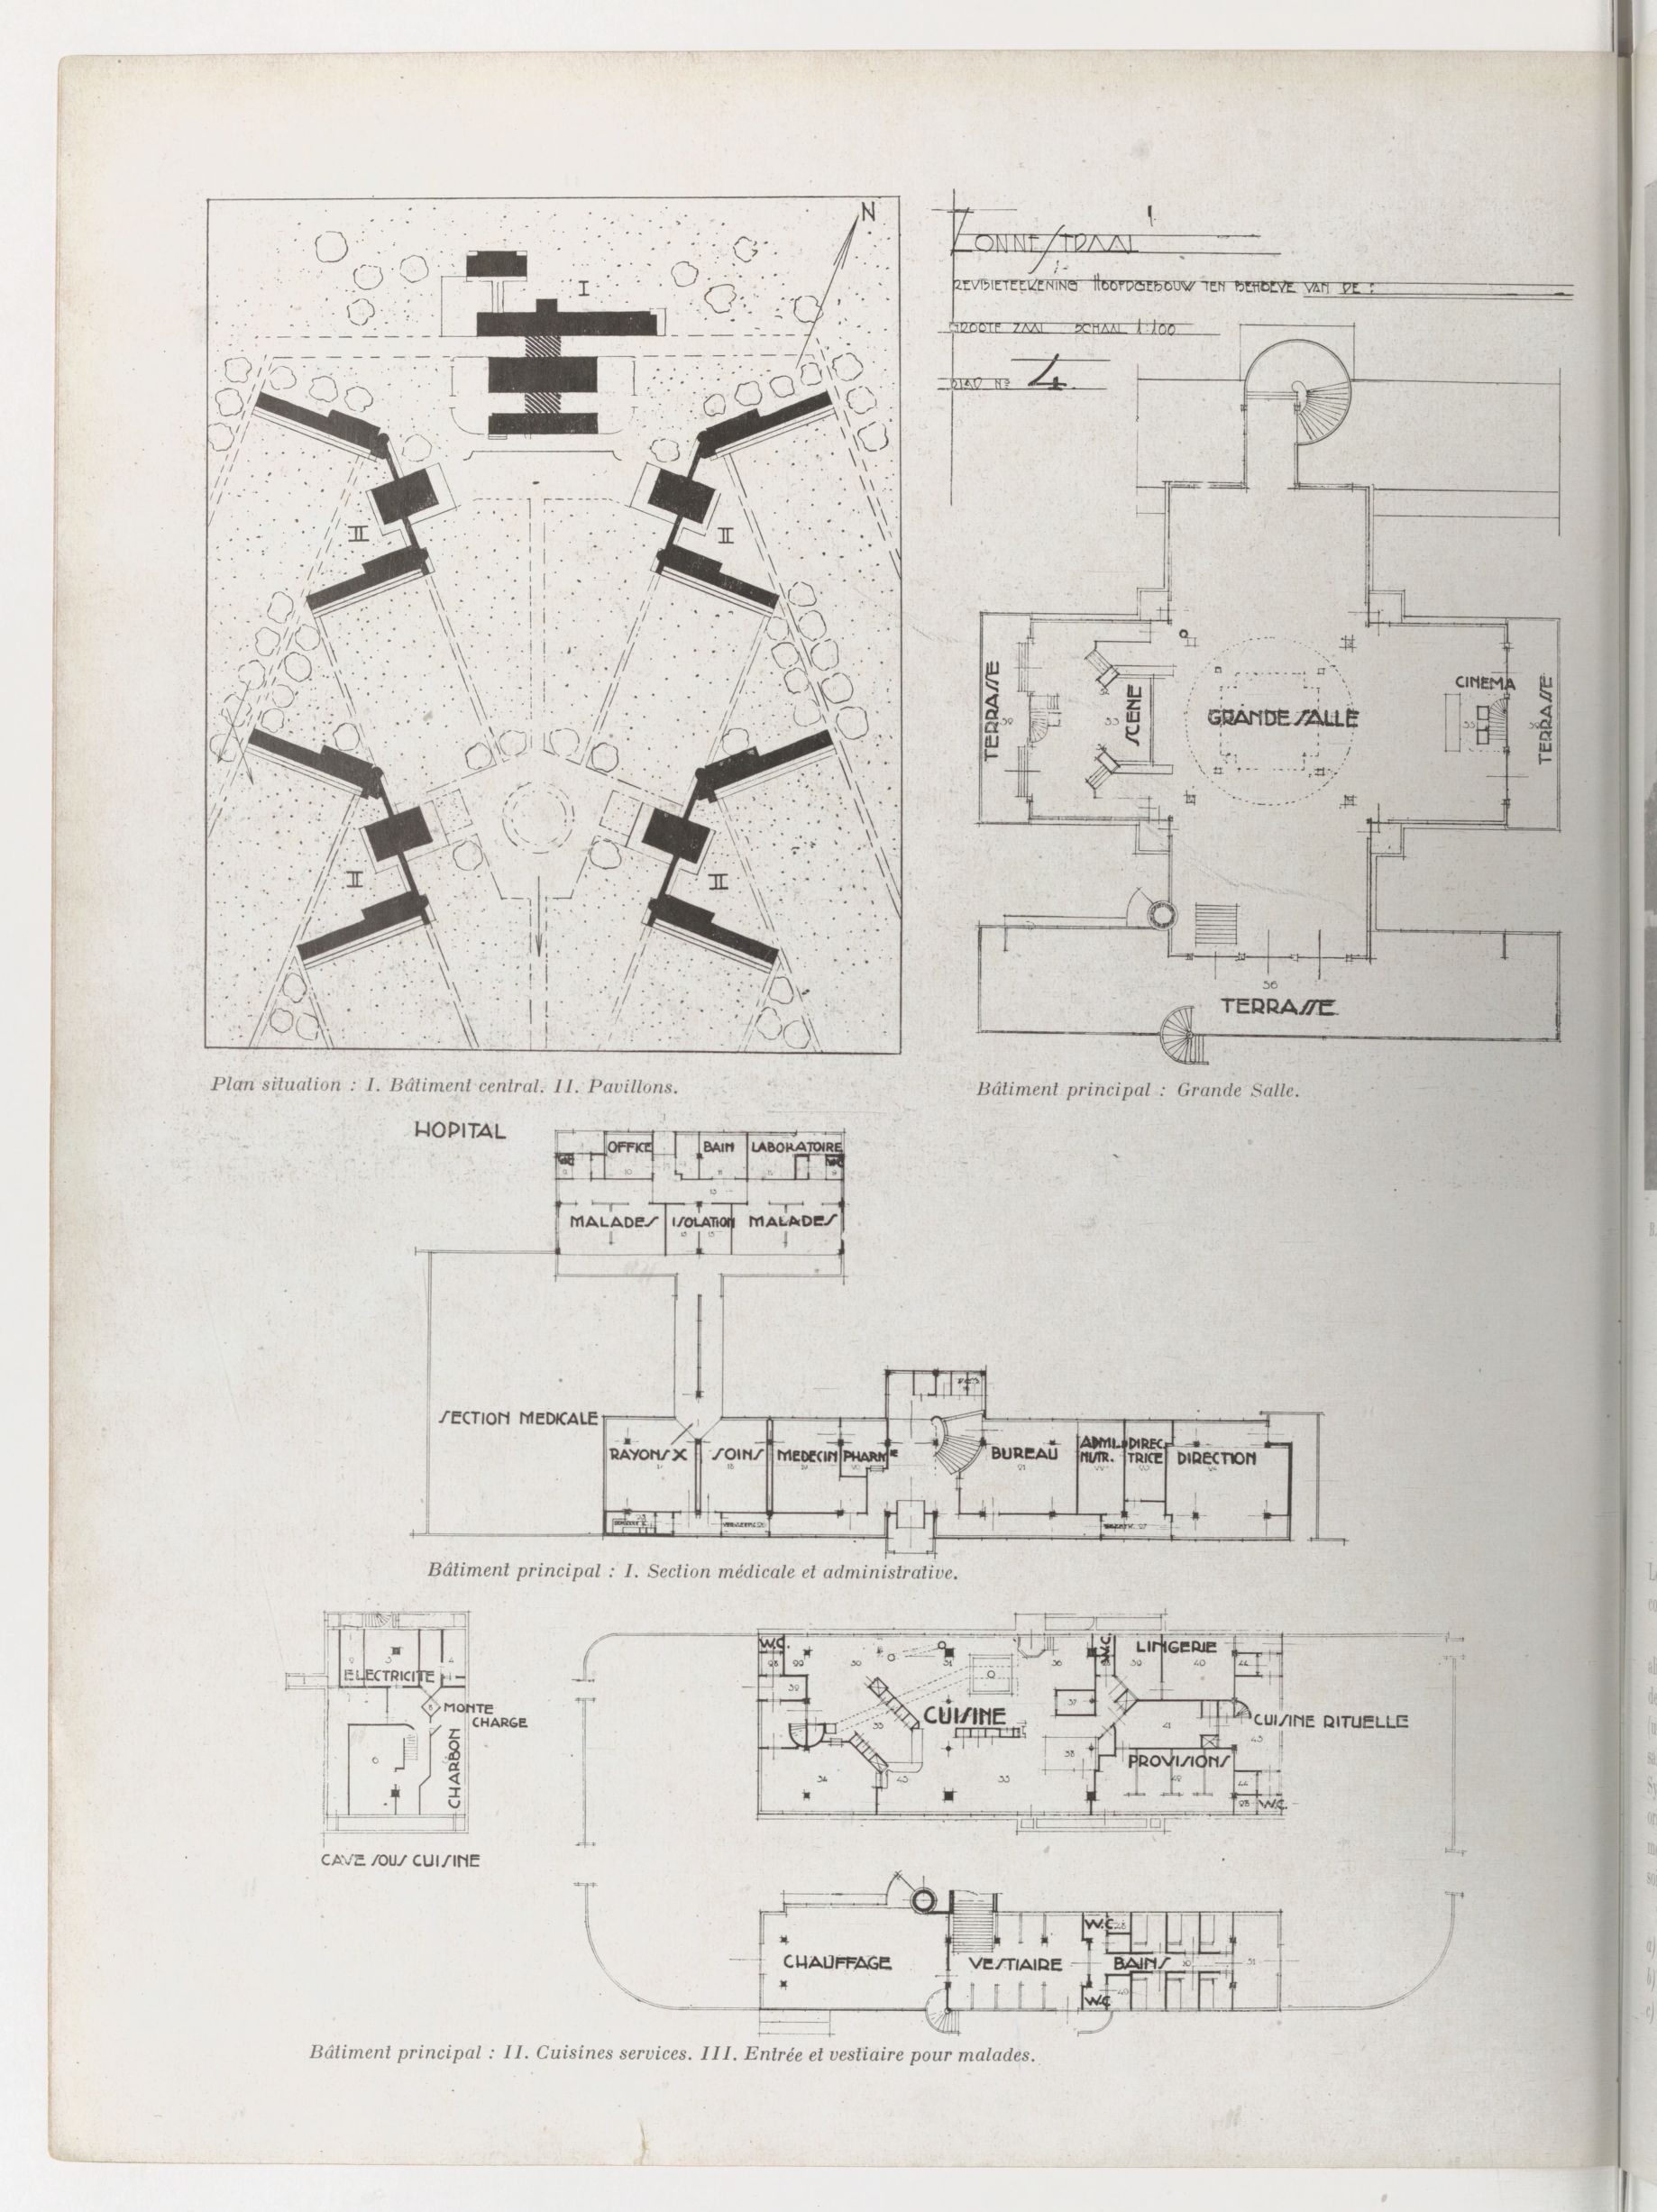 N
I
II
II
II
II
ZONNESTRAAL
REVISIETEEKENING HOOFDGEBOUW TEN BEHOEVE VAN DE :
GROOTE ZAAL SCHAAL 1:100
BLAD Nº 4.
TERRASSE
SCENE
GRANDE SALLE
CINEMA
TERRASSE
TERRASSE
Plan situation : I. Bâtiment central. II. Pavillons.
Bâtiment principal : Grande Salle.
HOPITAL
OFFICE BAIN LABORATOIRE
MALADES ISOLATION MALADES
SECTION MEDICALE
RAYONS X SOINS MEDECIN PHARMIE BUREAU ADMINISTR. DIRECTRICE DIRECTION
Bâtiment principal : I. Section médicale et administrative.
ELECTRICITE
MONTE
CHARGE
CHARBON
CAVE SOUS CUISINE
W.C.
W.C.
LINGERIE
CUISINE
CUISINE RITUELLE
PROVISIONS
W.C.
CHAUFFAGE
VESTIAIRE
W.C.
BAINS
W.C
Bâtiment principal : II. Cuisines services. III. Entrée et vestiaire pour malades.